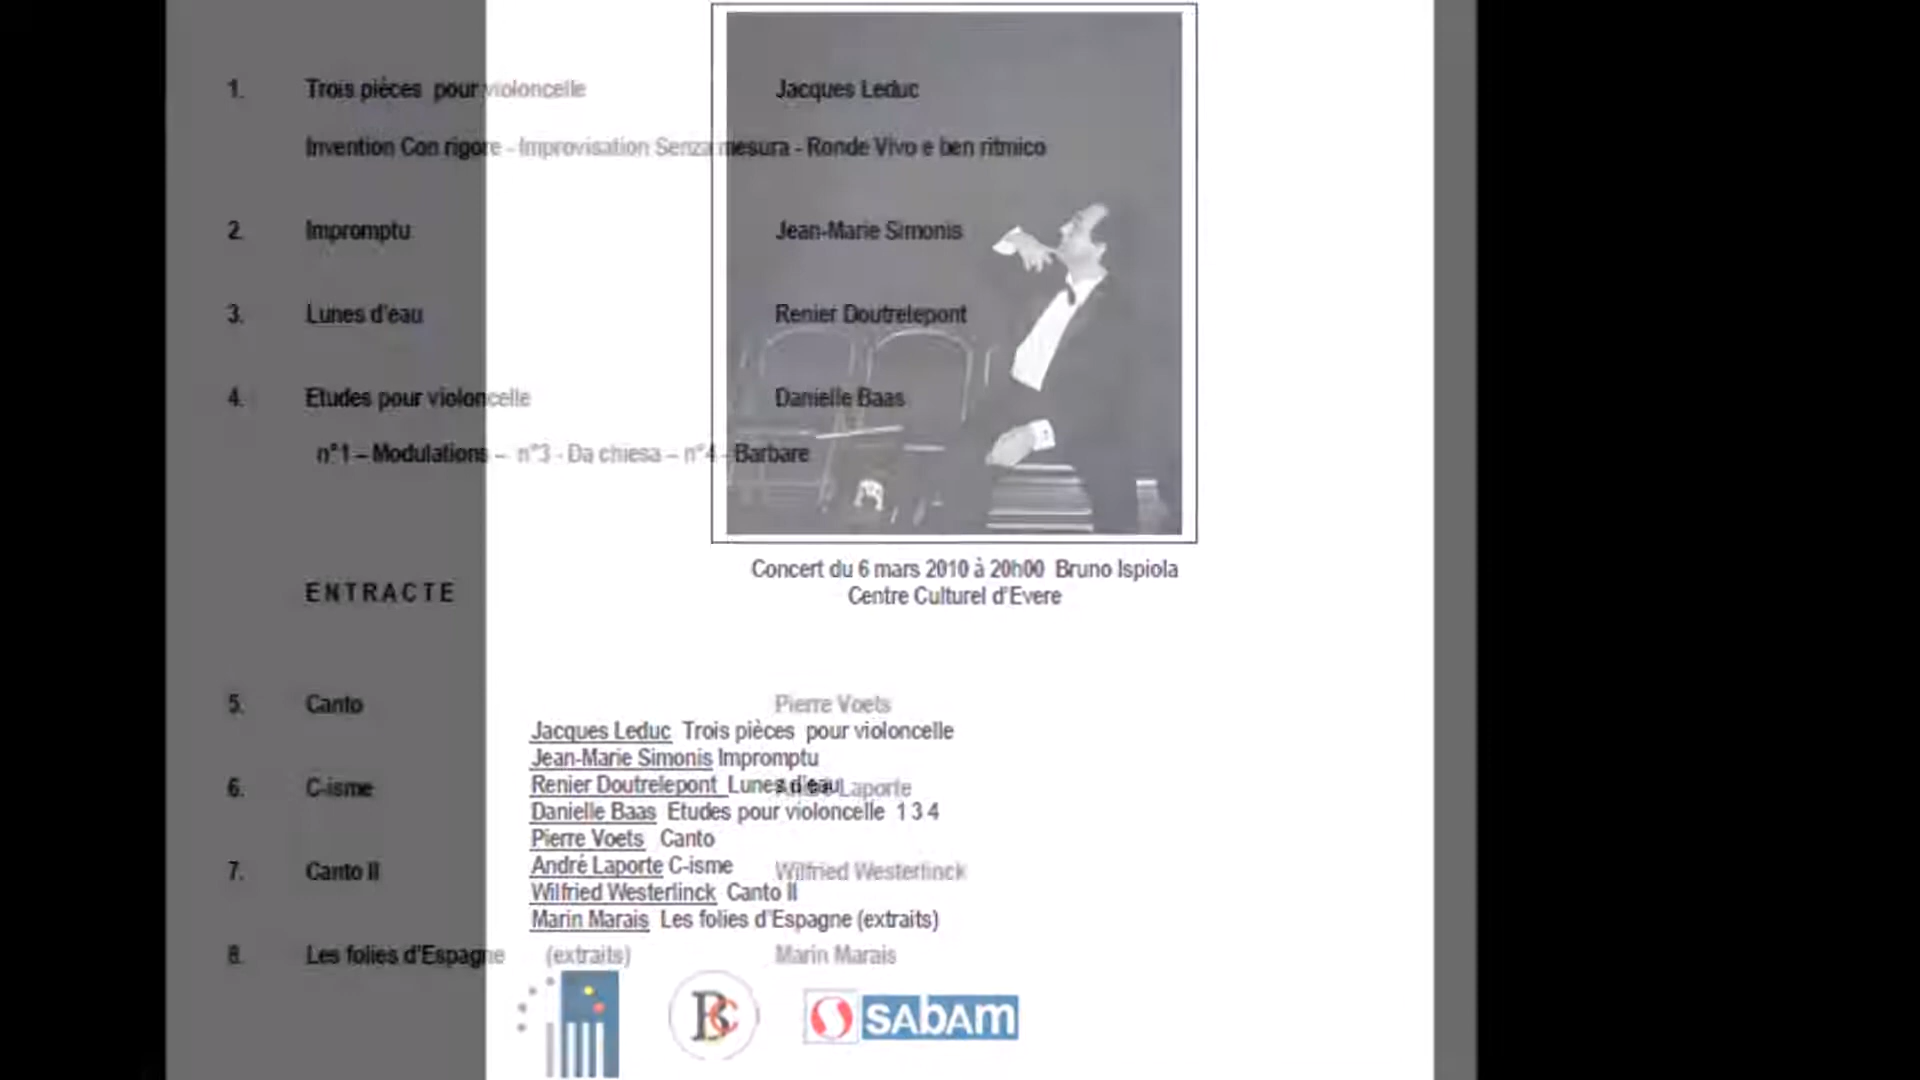 1. Trois pièces pour violoncelle Jacques Leduc
Invention Con rigore - Improvisation Senza mesura - Ronde Vivo e ben ritmico
2. Impromptu Jean-Marie Simonis
3. Lunes d'eau Renier Doutrelepont
4. Etudes pour violoncelle Danielle Baas
n°1 – Modulations – n°3 - Da chiesa – n°4 - Barbare
Concert du 6 mars 2010 à 20h00 Bruno Ispiola
Centre Culturel d'Evere
ENTRACTE
5. Canto Pierre Voets
6. C-isme André Laporte
7. Canto II Wilfried Westerlinck
8. Les folies d'Espagne (extraits) Marin Marais
Jacques Leduc Trois pièces pour violoncelle
Jean-Marie Simonis Impromptu
Renier Doutrelepont Lunes d'eau
Danielle Baas Etudes pour violoncelle 1 3 4
Pierre Voets Canto
André Laporte C-isme
Wilfried Westerlinck Canto II
Marin Marais Les folies d'Espagne (extraits)
BC
SABAM